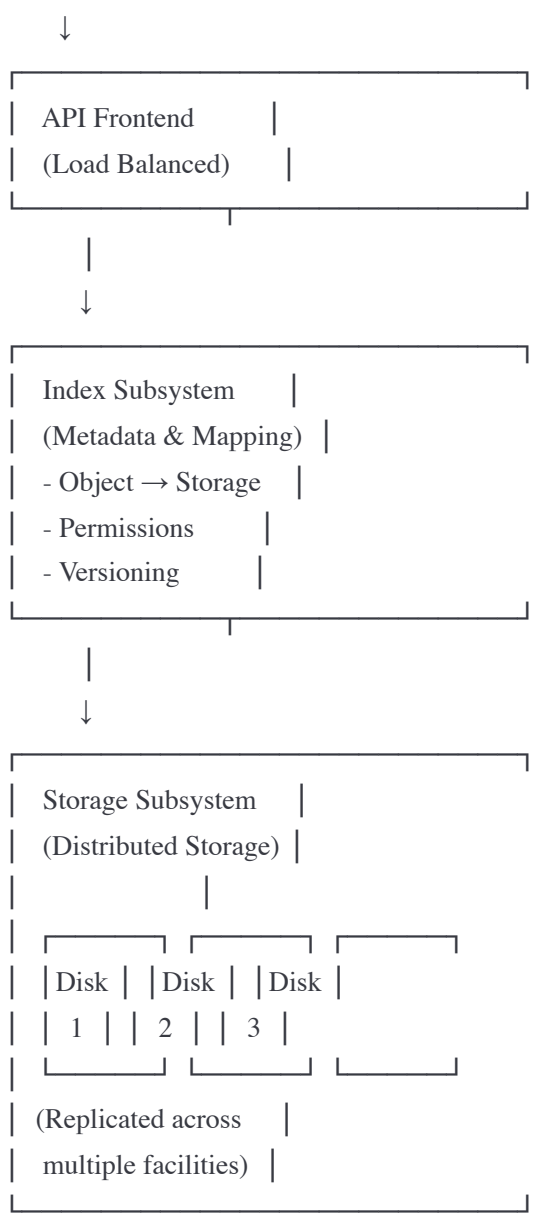 ↓
API Frontend
(Load Balanced)
↓
Index Subsystem
(Metadata & Mapping)
- Object → Storage
- Permissions
- Versioning
↓
Storage Subsystem
(Distributed Storage)
Disk Disk Disk
1 2 3
(Replicated across
multiple facilities)